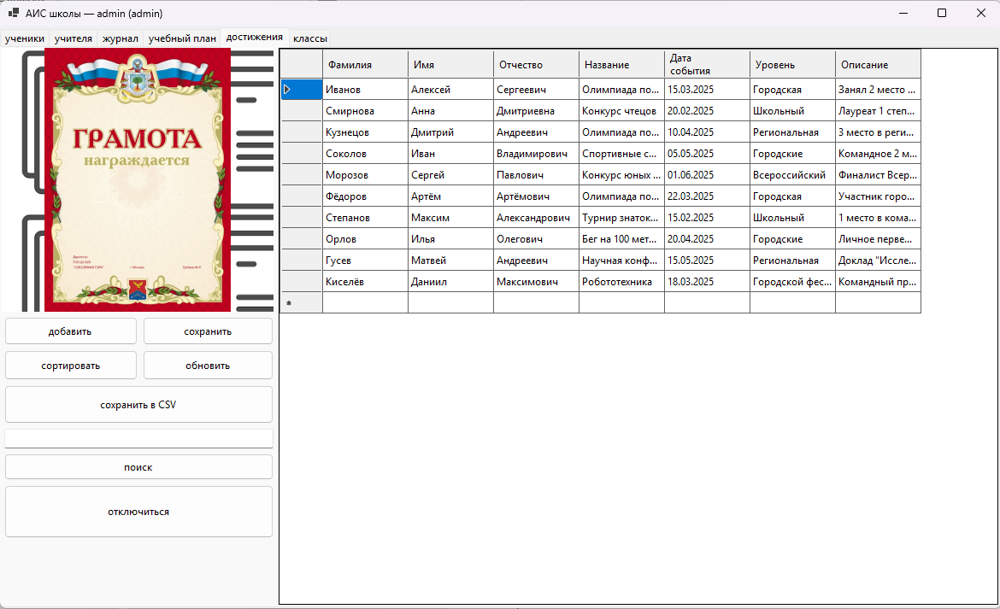 АИС школы — admin (admin)
ученики учителя журнал учебный план достижения классы
ГРАМОТА
награждается
Директор
"СОКОЛИНАЯ ГОРА" г. Москва
добавить сохранить
сортировать обновить
сохранить в CSV
поиск
отключиться
Фамилия Имя Отчество Название Дата события Уровень Описание
Иванов Алексей Сергеевич Олимпиада по... 15.03.2025 Городская Занял 2 место ...
Смирнова Анна Дмитриевна Конкурс чтецов 20.02.2025 Школьный Лауреат 1 степ...
Кузнецов Дмитрий Андреевич Олимпиада по... 10.04.2025 Региональная 3 место в реги...
Соколов Иван Владимирович Спортивные с... 05.05.2025 Городские Командное 2 м...
Морозов Сергей Павлович Конкурс юных ... 01.06.2025 Всероссийский Финалист Всер...
Фёдоров Артём Артёмович Олимпиада по... 22.03.2025 Городская Участник горо...
Степанов Максим Александрович Турнир знаток... 15.02.2025 Школьный 1 место в кома...
Орлов Илья Олегович Бег на 100 мет... 20.04.2025 Городские Личное перве...
Гусев Матвей Андреевич Научная конф... 15.05.2025 Региональная Доклад "Иссле...
Киселёв Даниил Максимович Робототехника 18.03.2025 Городской фес... Командный пр...